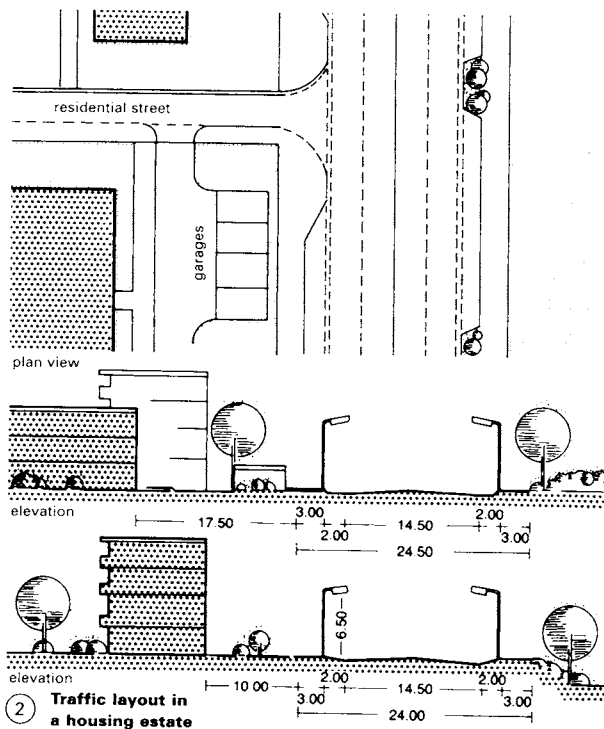 residential street
garages
plan view
elevation
17.50
3.00
2.00
14.50
2.00
3.00
24.50
6.50
elevation
10.00
3.00
2.00
14.50
2.00
3.00
24.00
2 Traffic layout in
a housing estate